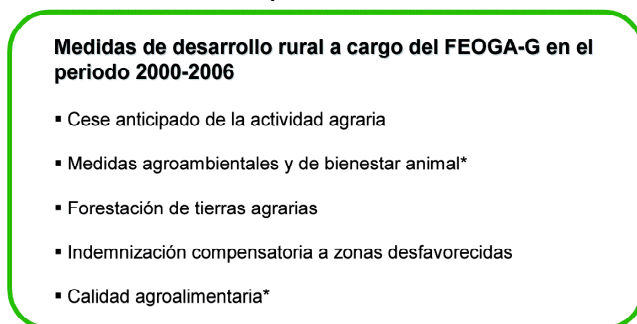 Medidas de desarrollo rural a cargo del FEOGA-G en el
periodo 2000-2006
▪ Cese anticipado de la actividad agraria
▪ Medidas agroambientales y de bienestar animal*
▪ Forestación de tierras agrarias
▪ Indemnización compensatoria a zonas desfavorecidas
▪ Calidad agroalimentaria*